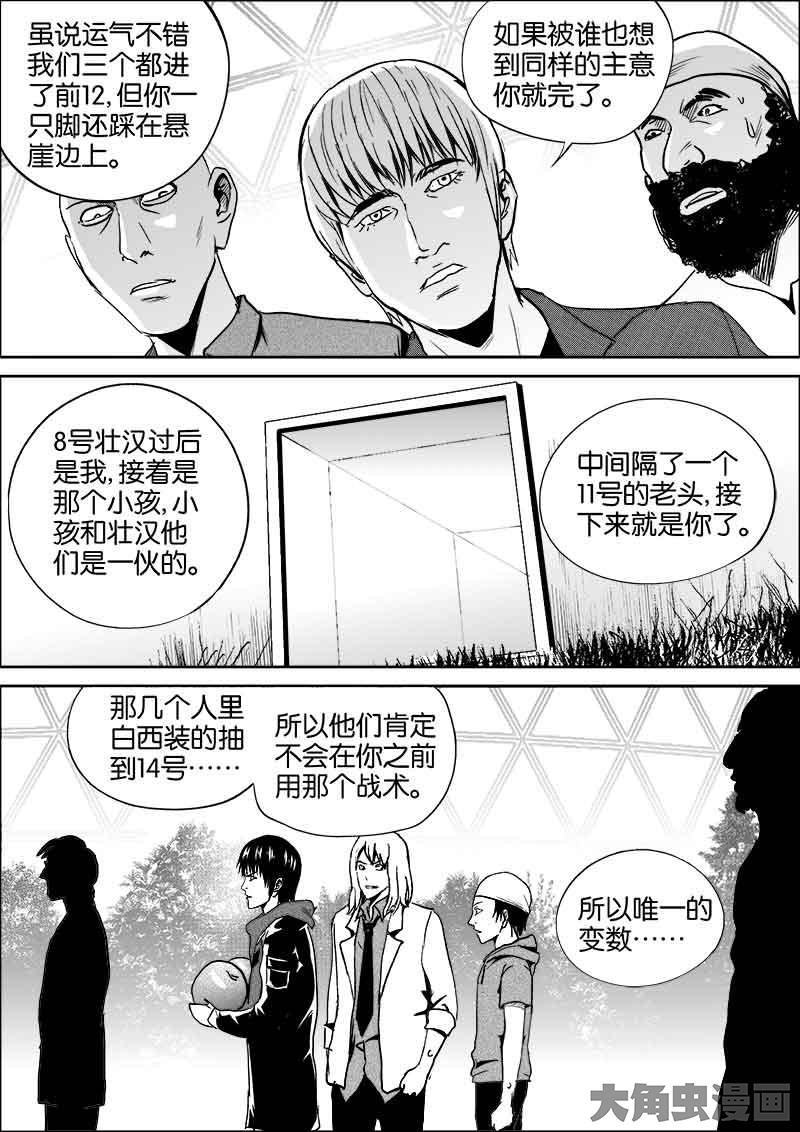 虽说运气不错
我们三个都进
了前12,但你一
只脚还踩在悬
崖边上。
如果被谁也想
到同样的主意
你就完了。
8号壮汉过后
是我,接着是
那个小孩,小
孩和壮汉他
们是一伙的。
中间隔了一个
11号的老头,接
下来就是你了。
那几个人里
白西装的抽
到14号……
所以他们肯定
不会在你之前
用那个战术。
所以唯一的
变数……
大角虫漫画